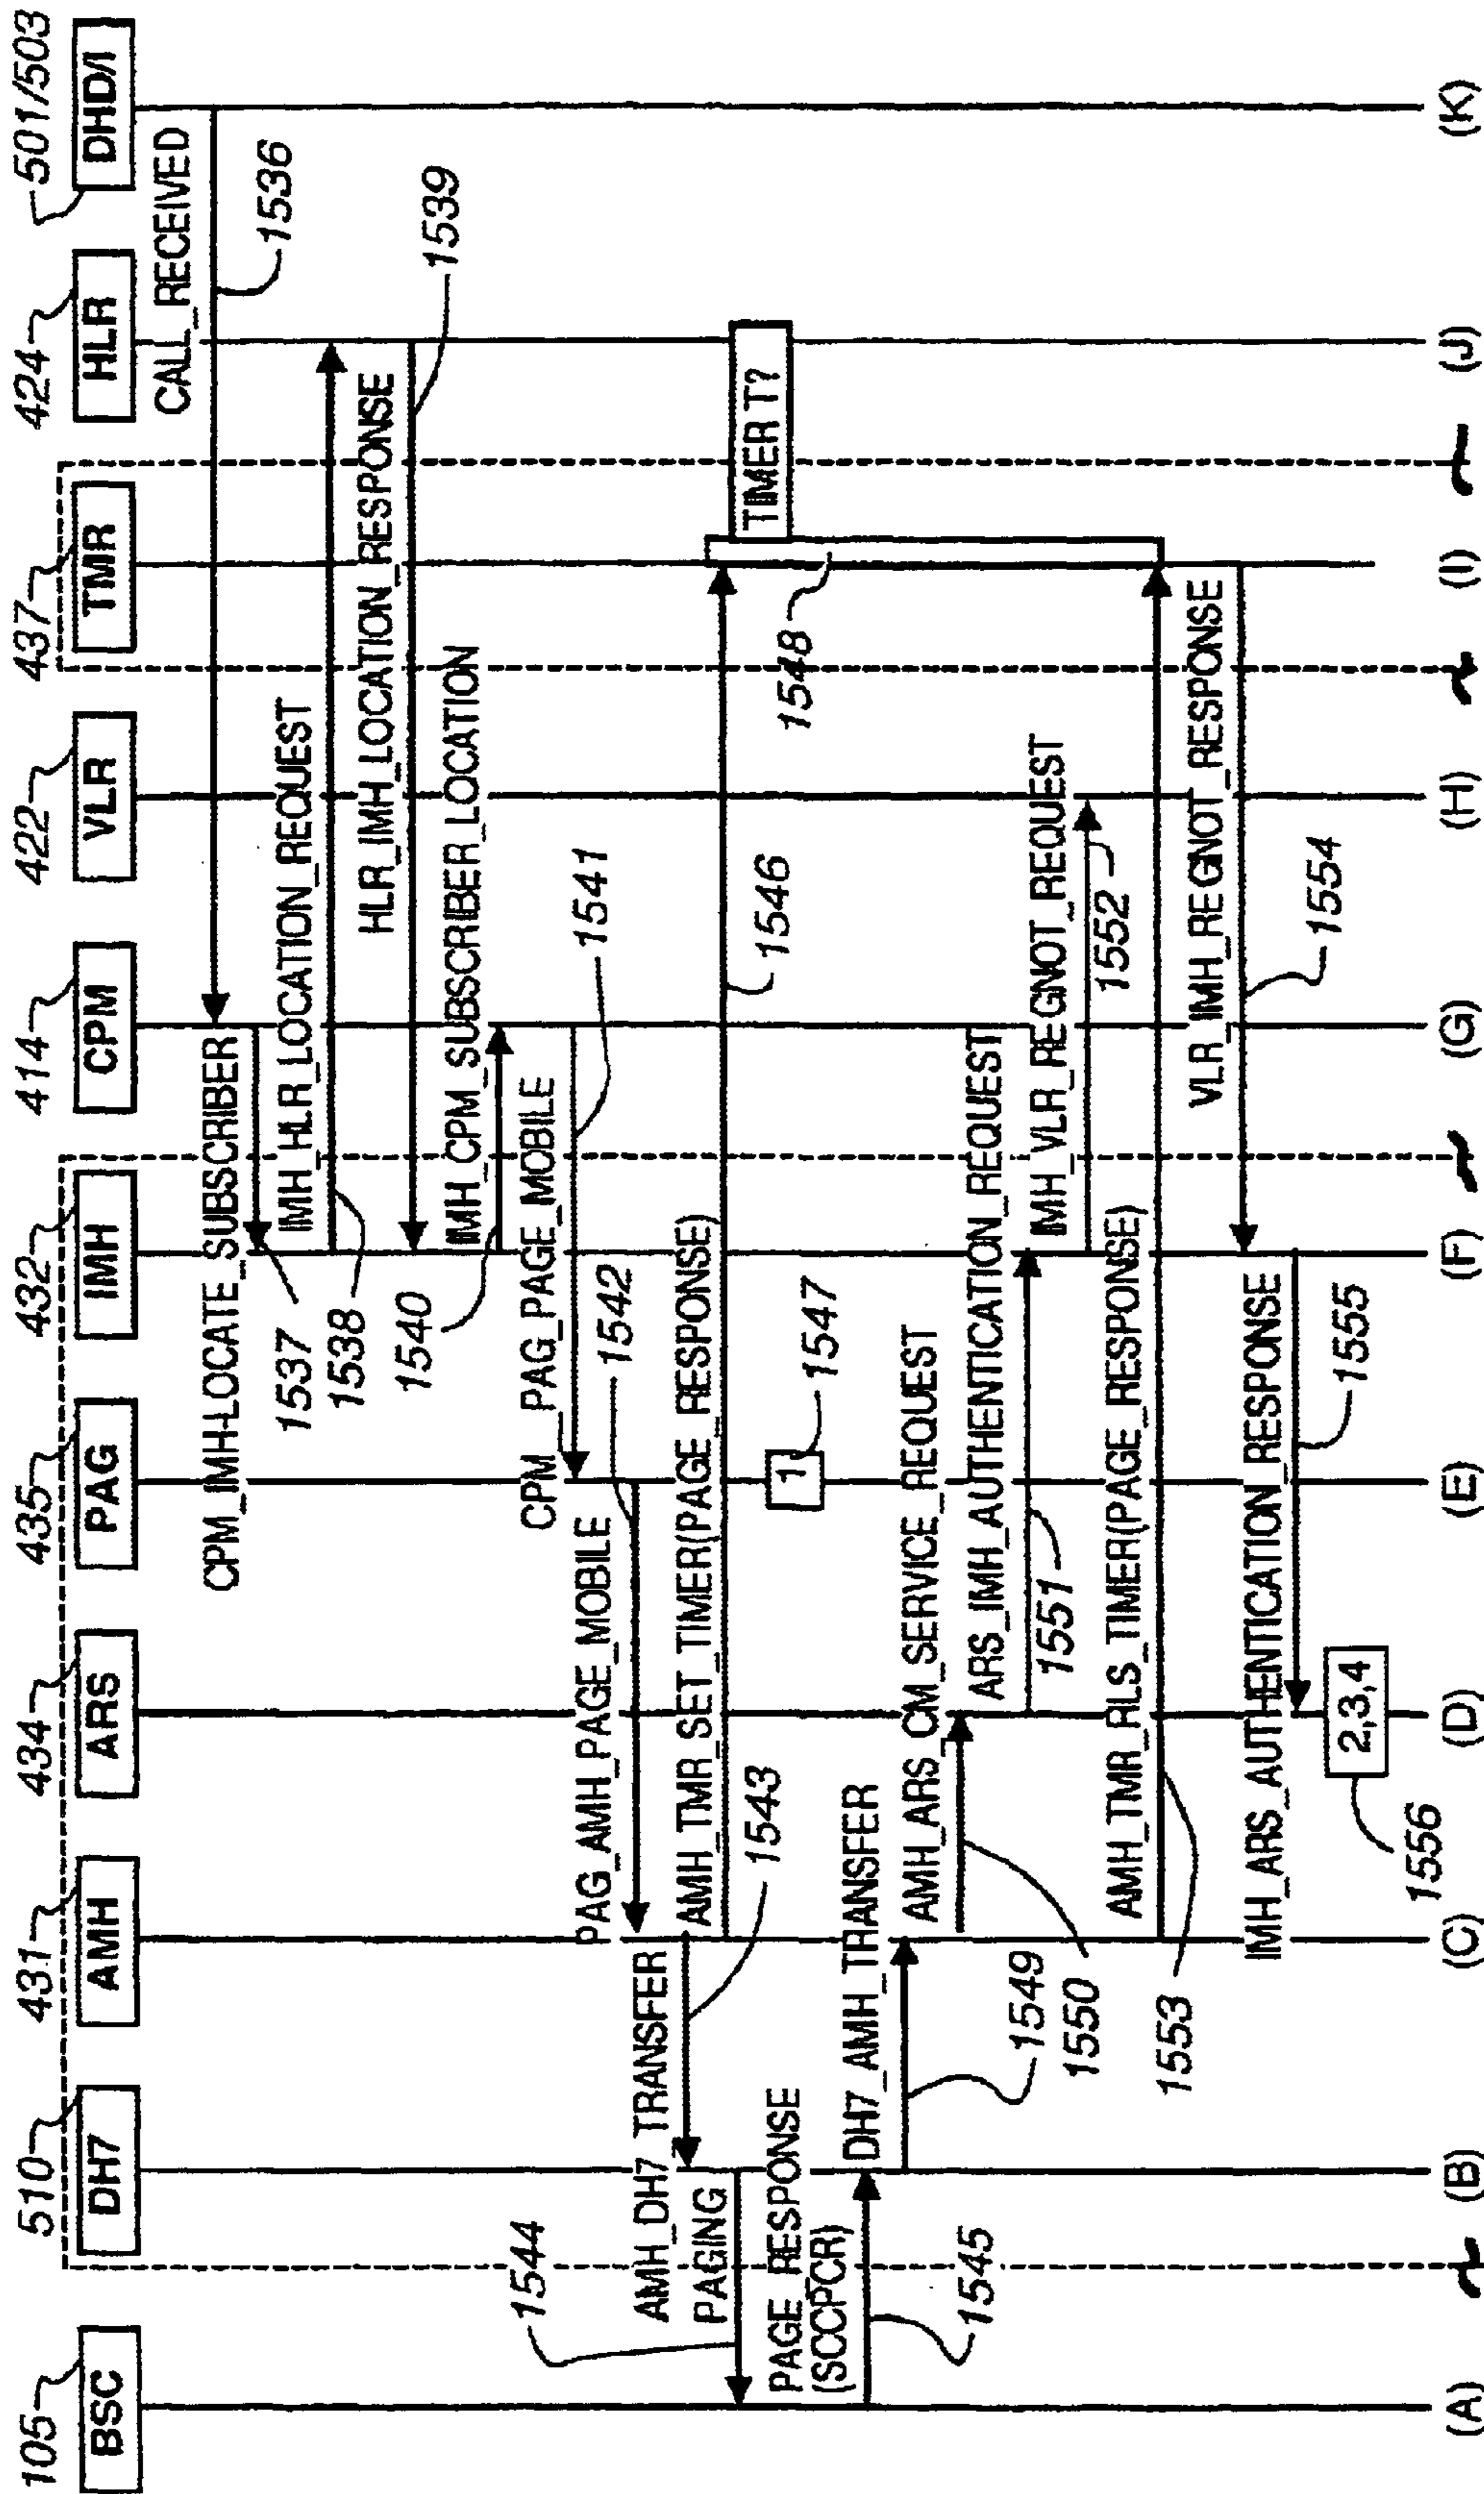 105
510
431
434
435
432
414
422
437
424
501/503
BSC
DH7
AMH
ARS
PAG
IMH
CPM
VLR
TMR
HLR
DHD/I
CALL_RECEIVED
1536
CPM_IMH-LOCATE_SUBSCRIBER
1537
IMH_HLR_LOCATION_REQUEST
1538
HLR_IMH_LOCATION_RESPONSE
1539
IMH_CPM_SUBSCRIBER_LOCATION
1540
CPM_PAG_PAGE_MOBILE
1541
PAG_AMH_PAGE_MOBILE
1542
AMH_DH7_TRANSFER
1543
PAGING
1544
AMH_TMR_SET_TIMER(PAGE_RESPONSE)
1546
TIMER T?
1548
1
1547
PAGE_RESPONSE
(SCCPCR)
1545
DH7_AMH_TRANSFER
1549
AMH_ARS_CM_SERVICE_REQUEST
1550
ARS_IMH_AUTHENTICATION_REQUEST
1551
IMH_VLR_REGNOT_REQUEST
1552
AMH_TMR_RLS_TIMER(PAGE_RESPONSE)
1553
VLR_IMH_REGNOT_RESPONSE
1554
IMH_ARS_AUTHENTICATION_RESPONSE
1555
2,3,4
1556
(A)
(B)
(C)
(D)
(E)
(F)
(G)
(H)
(I)
(J)
(K)